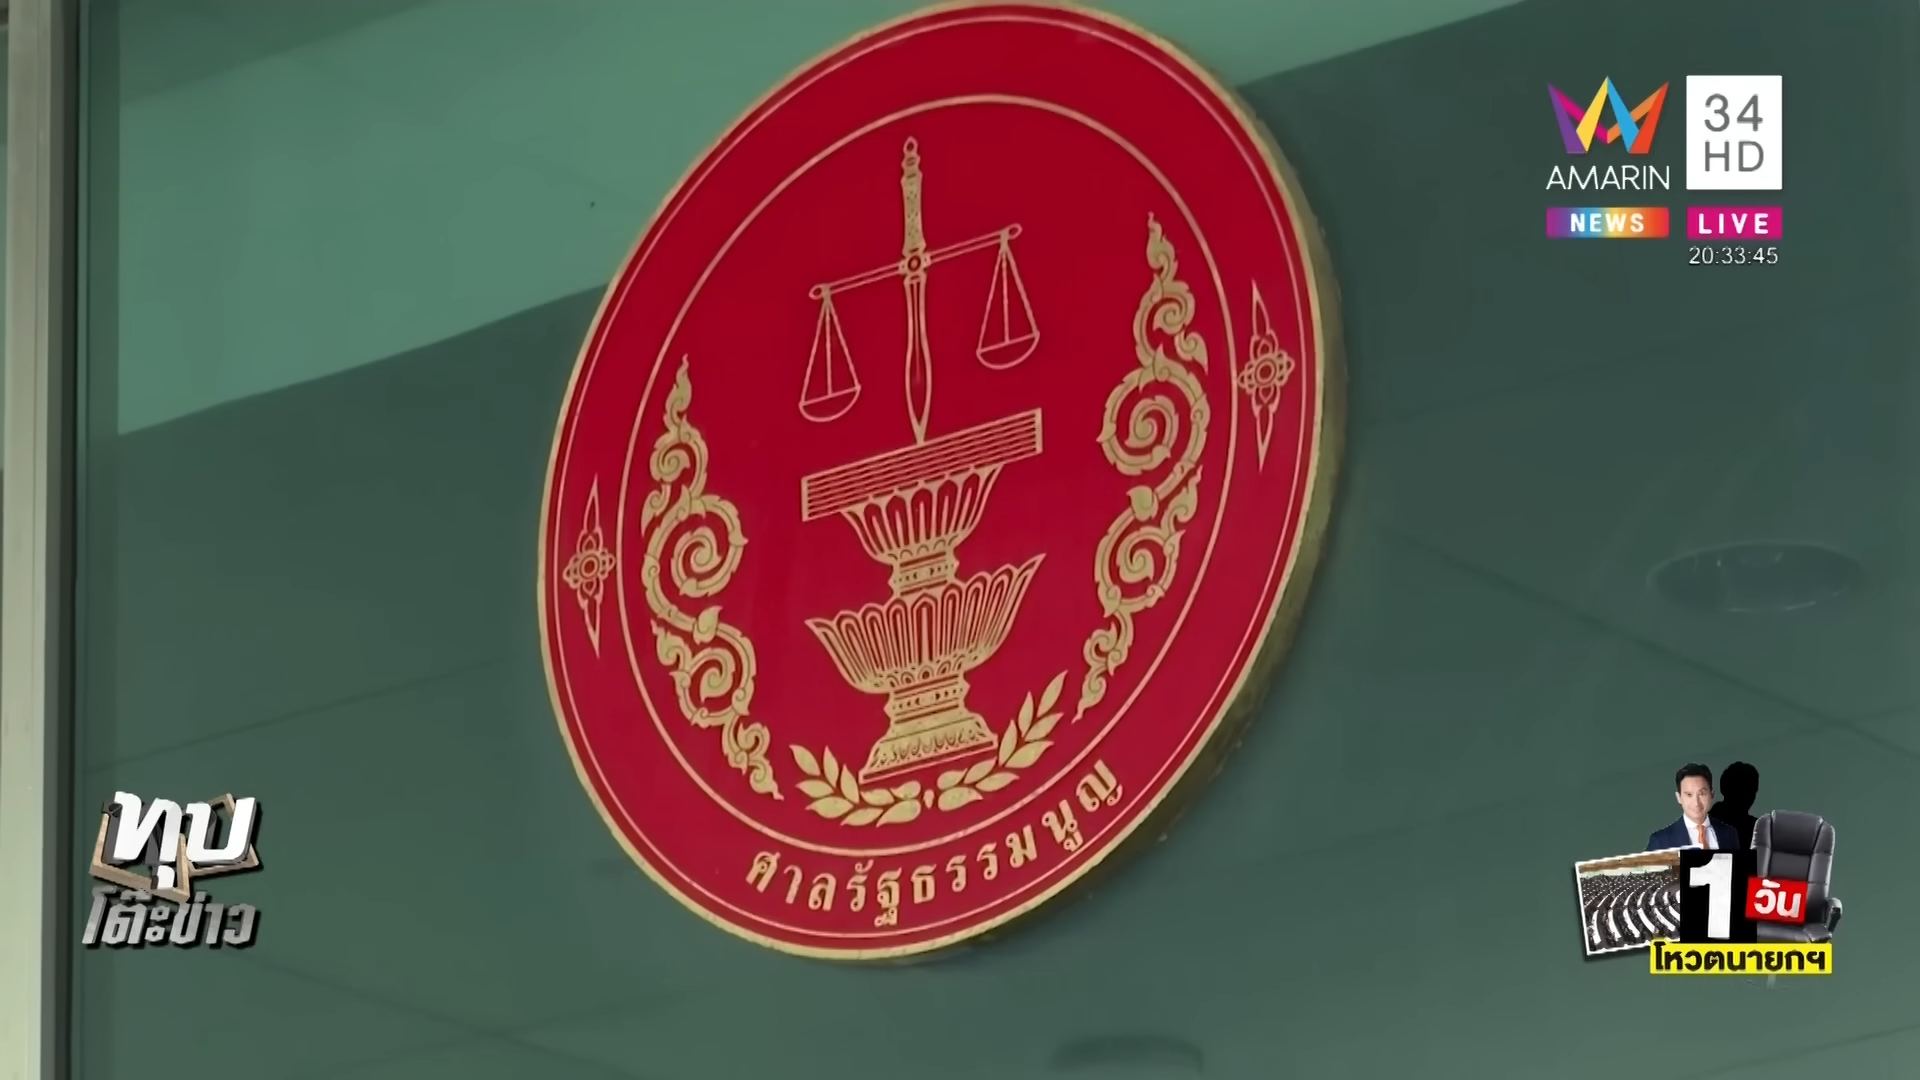 AMARIN
34
HD
NEWS
LIVE
20:33:45
ศาลรัฐธรรมนูญ
ทุบ
โต๊ะข่าว
1
วัน
โหวตนายกฯ